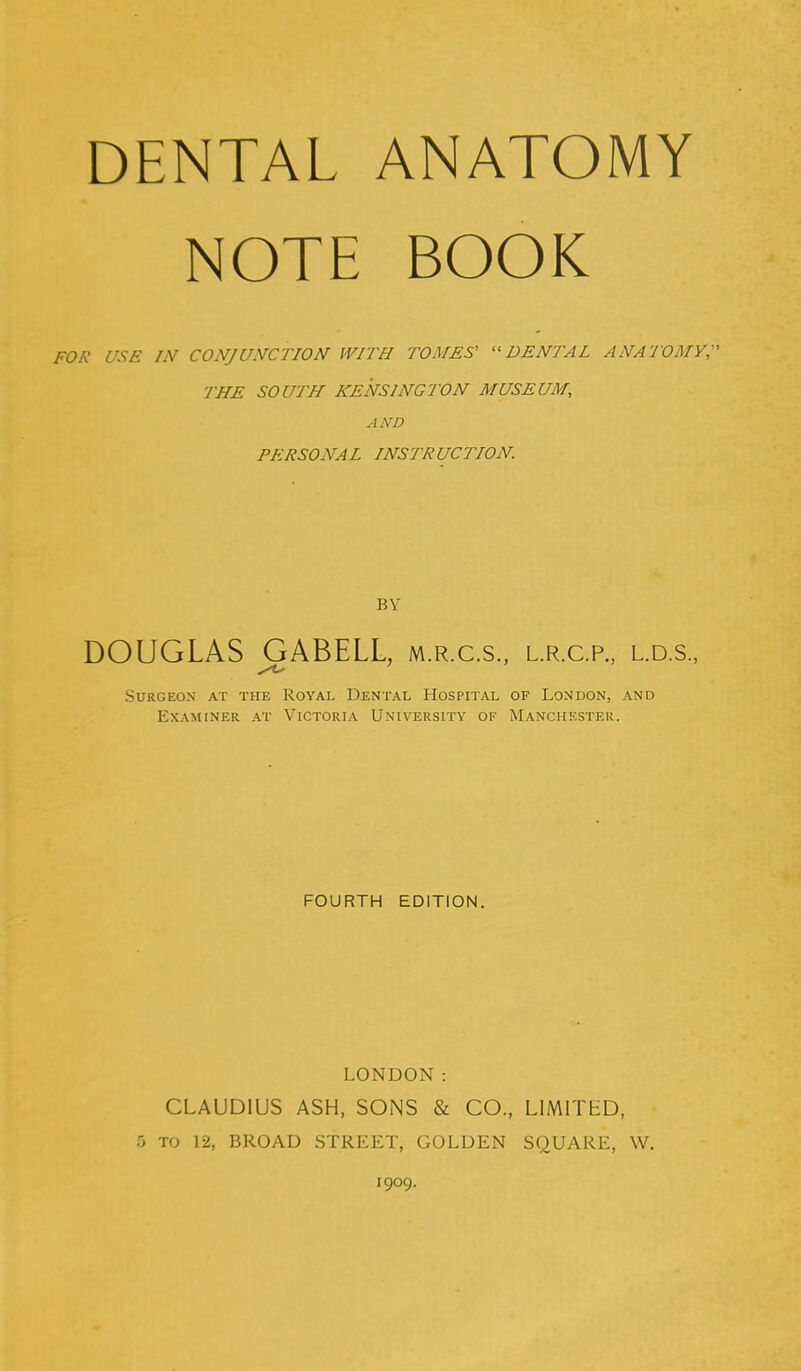 DENTAL ANATOMY
NOTE BOOK
FOR USE IN CONJUNCTION WITH TOMES' "DENTAL ANATOMY,"
THE SOUTH KENSINGTON MUSEUM,
AND
PERSONAL INSTRUCTION.
BY
DOUGLAS GABELL, M.R.C.S., L.R.C.P., L.D.S.,
SURGEON AT THE ROYAL DENTAL HOSPITAL OF LONDON, AND
EXAMINER AT VICTORIA UNIVERSITY OF MANCHESTER.
FOURTH EDITION.
LONDON :
CLAUDIUS ASH, SONS & CO., LIMITED,
5 TO 12, BROAD STREET, GOLDEN SQUARE, W.
1909.